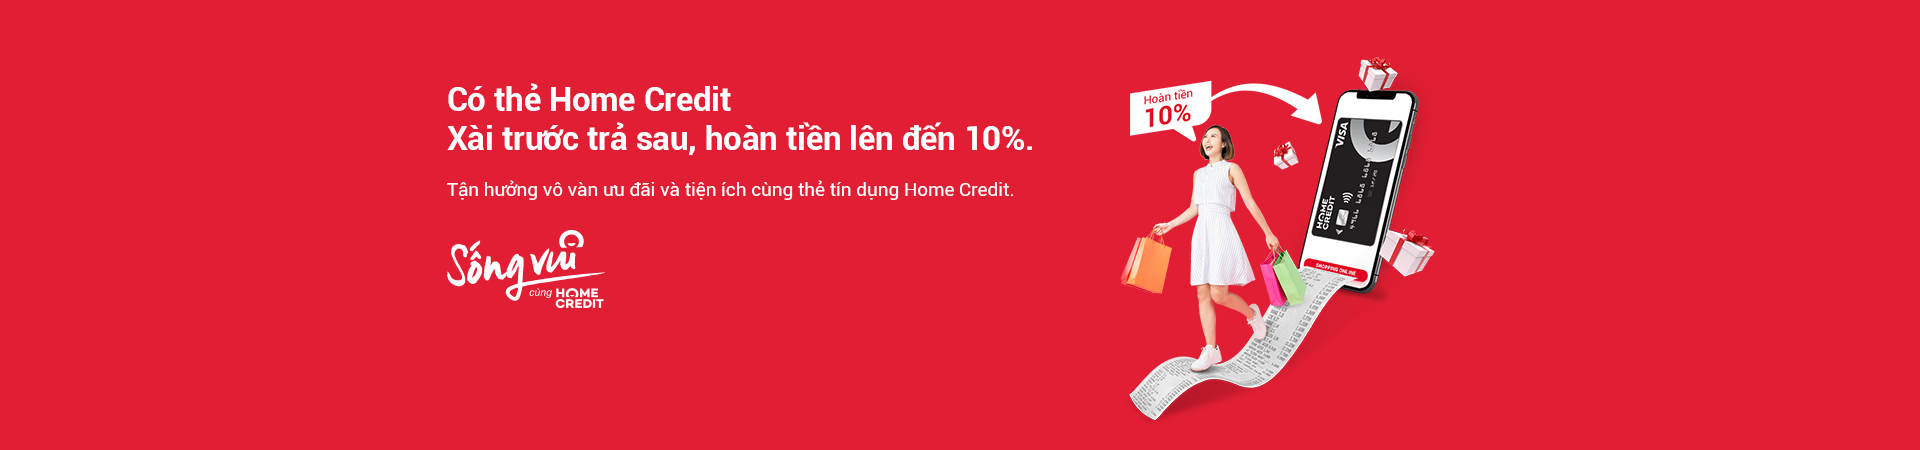 Có thẻ Home Credit
Xài trước trả sau, hoàn tiền lên đến 10%.
Tận hưởng vô vàn ưu đãi và tiện ích cùng thẻ tín dụng Home Credit.
Sống vui
cùng HOME
CREDIT
Hoàn tiền
10%
VISA
HOME
CREDIT
SHOPPING ONLINE